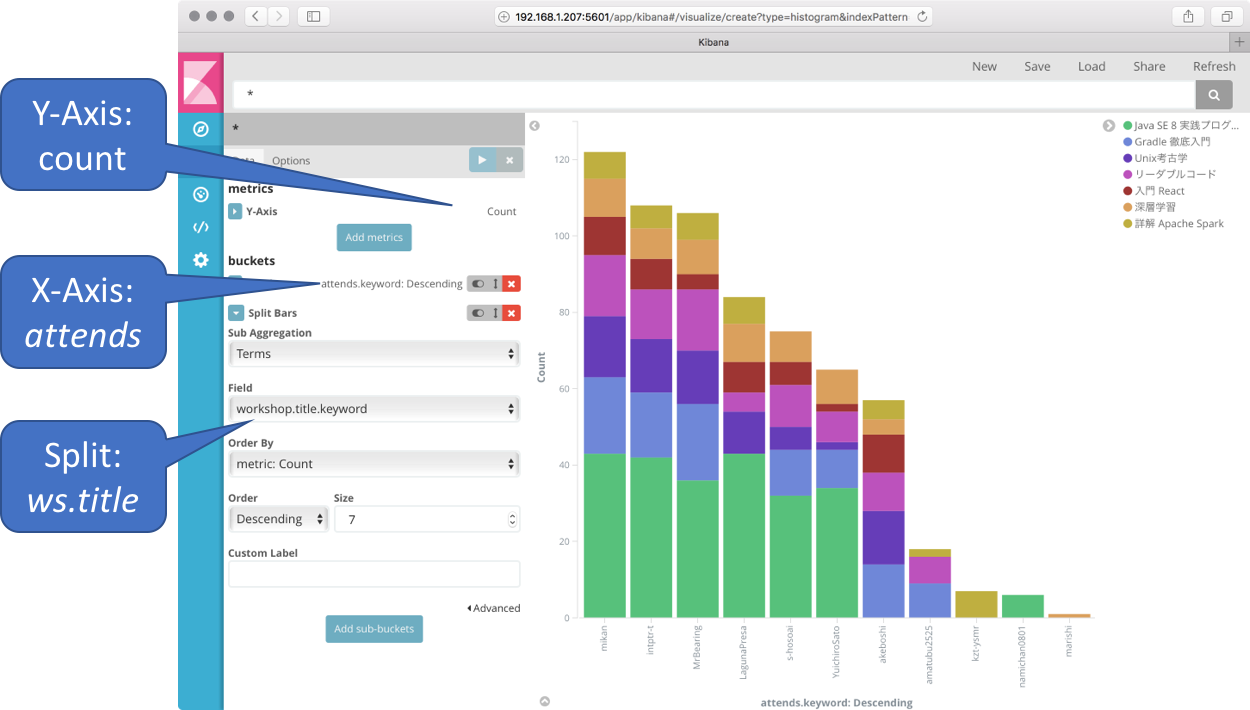 192.168.1.207:5601/app/kibana#/visualize/create?type=histogram&indexPattern
Kibana
New Save Load Share Refresh
*
*
Options
metrics
Y-Axis Count
Add metrics
buckets
attends.keyword: Descending
Split Bars
Sub Aggregation
Terms
Field
workshop.title.keyword
Order By
metric: Count
Order Size
Descending 7
Custom Label
Advanced
Add sub-buckets
Y-Axis:
count
X-Axis:
attends
Split:
ws.title
Count
120
100
80
60
40
20
0
mikan
intptr-t
MrBearing
LagunaPresa
s-hosoai
YuichiroSato
akeboshi
amatubu2525
kzt-ysmr
namichan0801
marishi
attends.keyword: Descending
Java SE 8 実践プログ...
Gradle 徹底入門
Unix考古学
リーダブルコード
入門 React
深層学習
詳解 Apache Spark